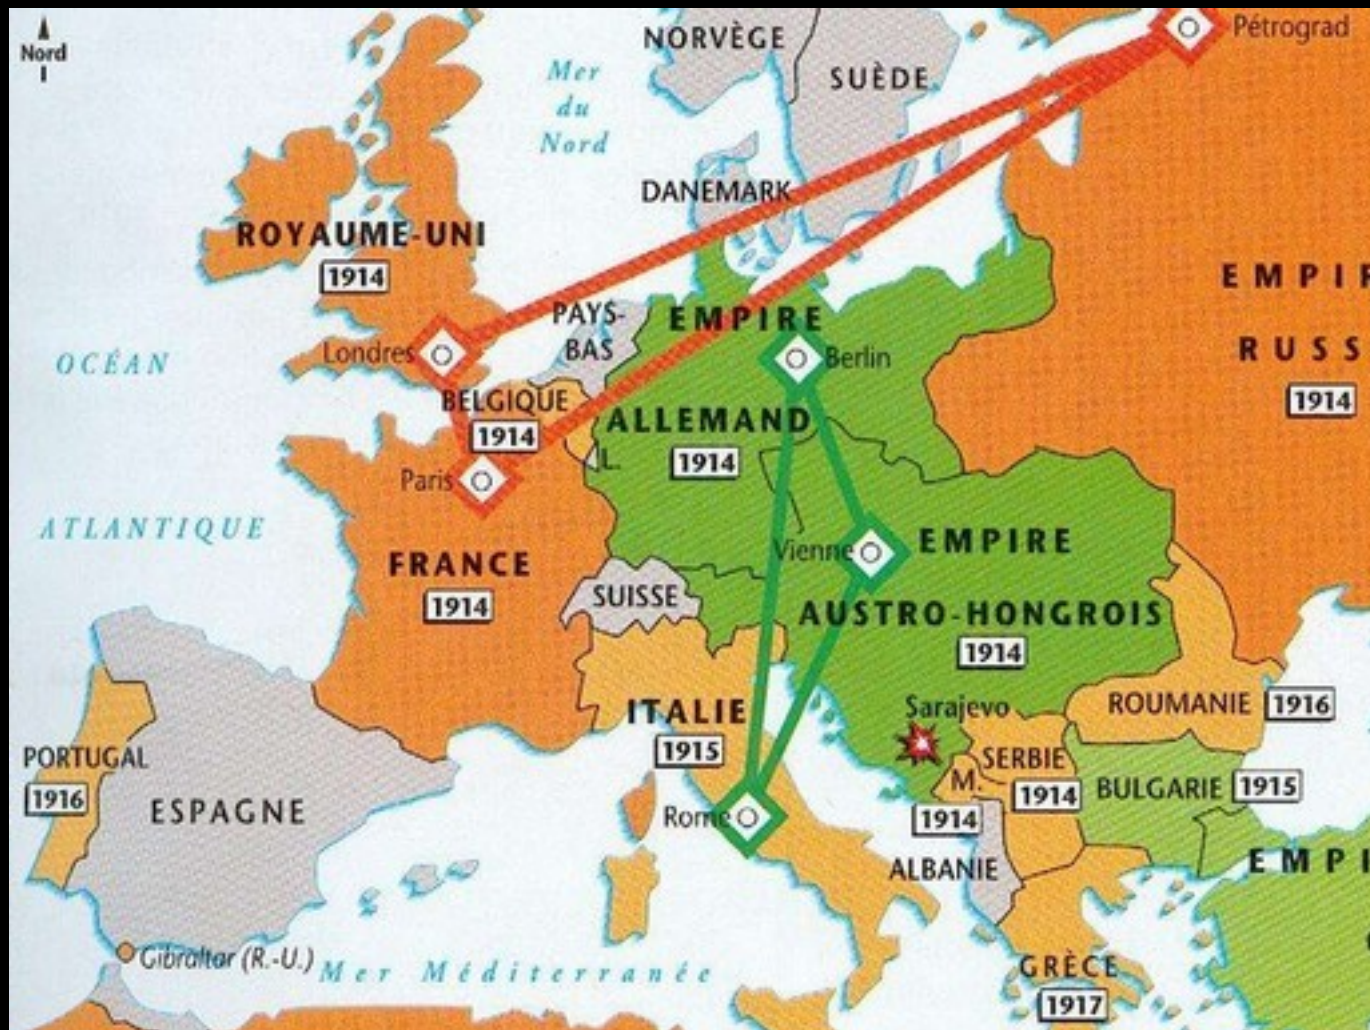 Nord
NORVÈGE
SUÈDE
Pétrograd
Mer
du
Nord
DANEMARK
ROYAUME-UNI
1914
EMPI
RUSS
1914
PAYS-
BAS
Londres
BELGIQUE
1914
L.
EMPIRE
ALLEMAND
1914
Berlin
OCÉAN
ATLANTIQUE
Paris
FRANCE
1914
SUISSE
Vienne
EMPIRE
AUSTRO-HONGROIS
1914
ITALIE
1915
Rome
Sarajevo
M.
1914
SERBIE
1914
ROUMANIE
1916
BULGARIE
1915
ALBANIE
EMPI
GRÈCE
1917
PORTUGAL
1916
ESPAGNE
Gibraltar (R.-U.)
Mer Méditerranée